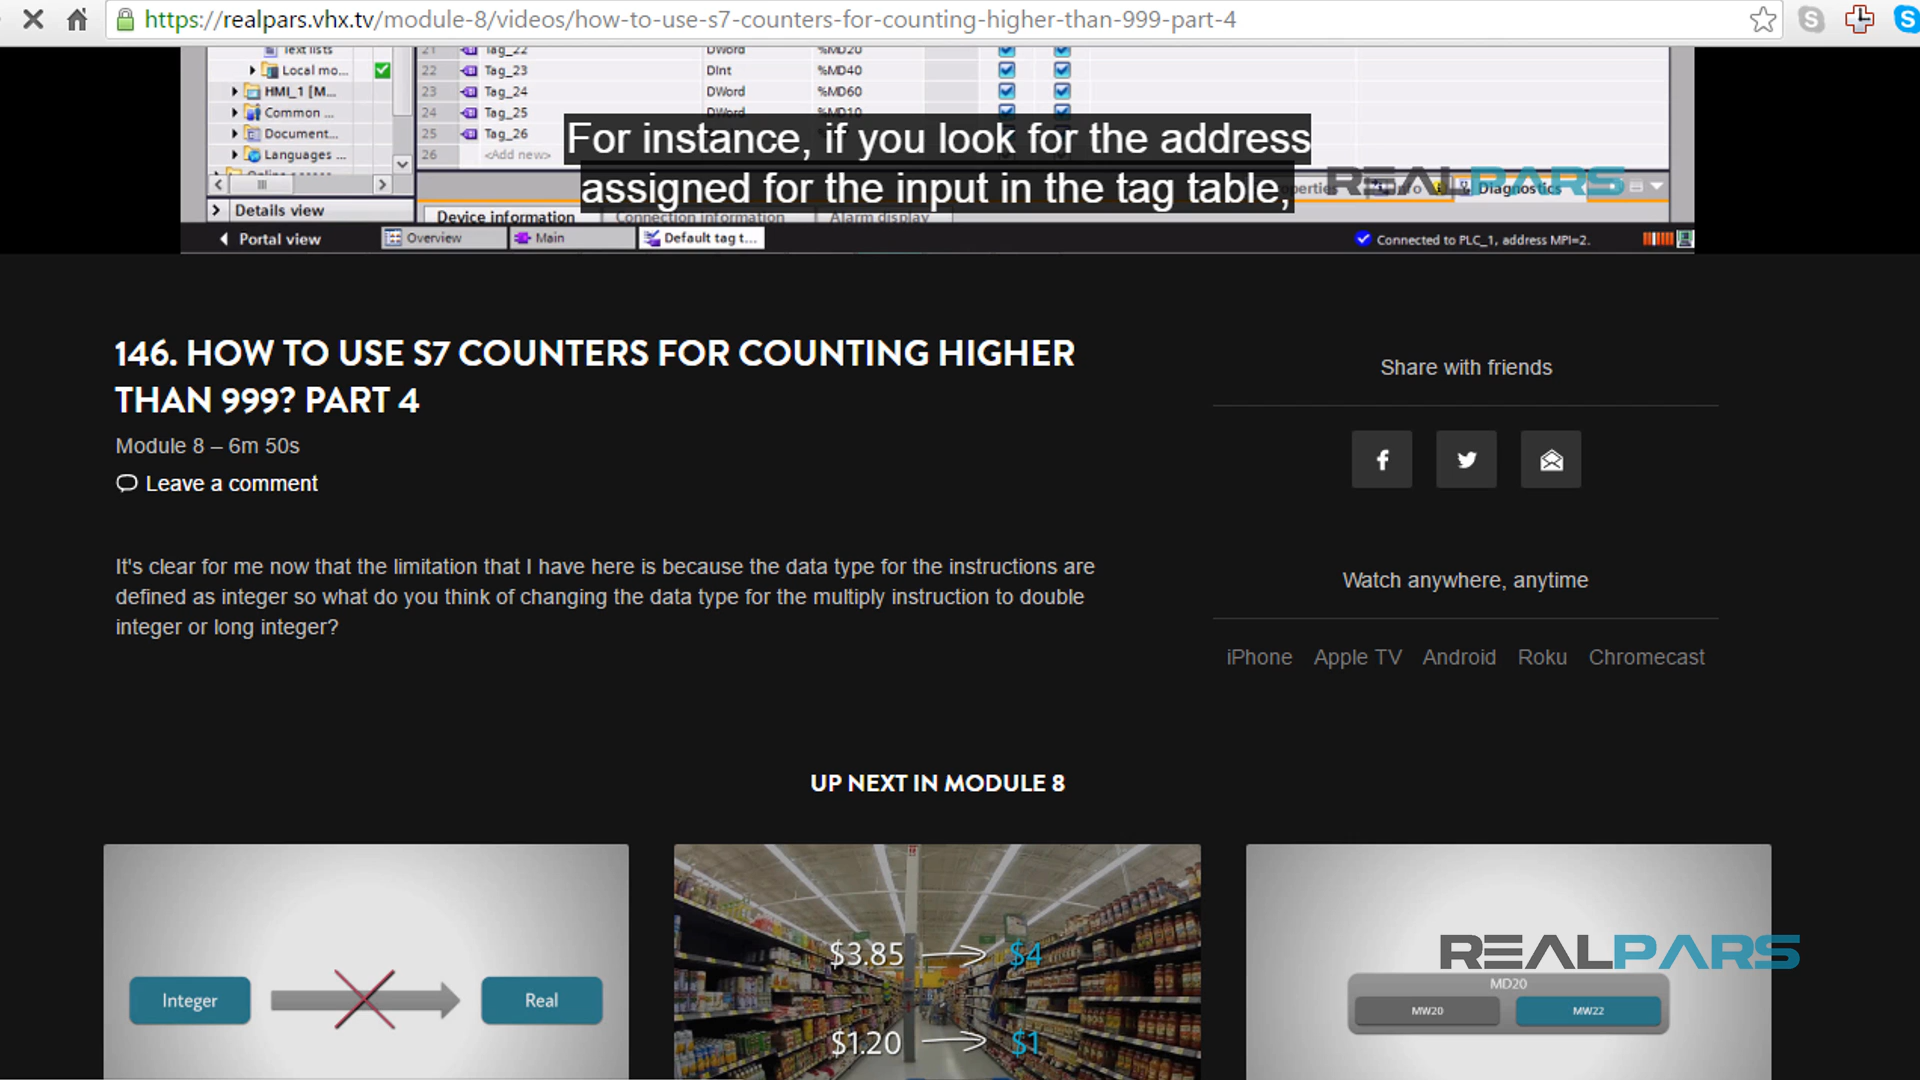 https://realpars.vhx.tv/module-8/videos/how-to-use-s7-counters-for-counting-higher-than-999-part-4
Text lists
21 Tag_22 DWord %MD20
Local mo...
22 Tag_23 DInt %MD40
HMI_1 [M...
23 Tag_24 DWord %MD60
Common ...
24 Tag_25 DWord %MD10
Document...
25 Tag_26
Languages ...
26 <Add new>
For instance, if you look for the address
assigned for the input in the tag table,
REALPARS
Diagnostics
Details view
Device information Connection information Alarm display
Portal view
Overview
Main
Default tag t...
Connected to PLC_1, address MPI=2.
146. HOW TO USE S7 COUNTERS FOR COUNTING HIGHER
THAN 999? PART 4
Module 8 – 6m 50s
Leave a comment
It's clear for me now that the limitation that I have here is because the data type for the instructions are
defined as integer so what do you think of changing the data type for the multiply instruction to double
integer or long integer?
Share with friends
Watch anywhere, anytime
iPhone Apple TV Android Roku Chromecast
UP NEXT IN MODULE 8
Integer
Real
$3.85 $4
$1.20 $1
REALPARS
MD20
MW20 MW22